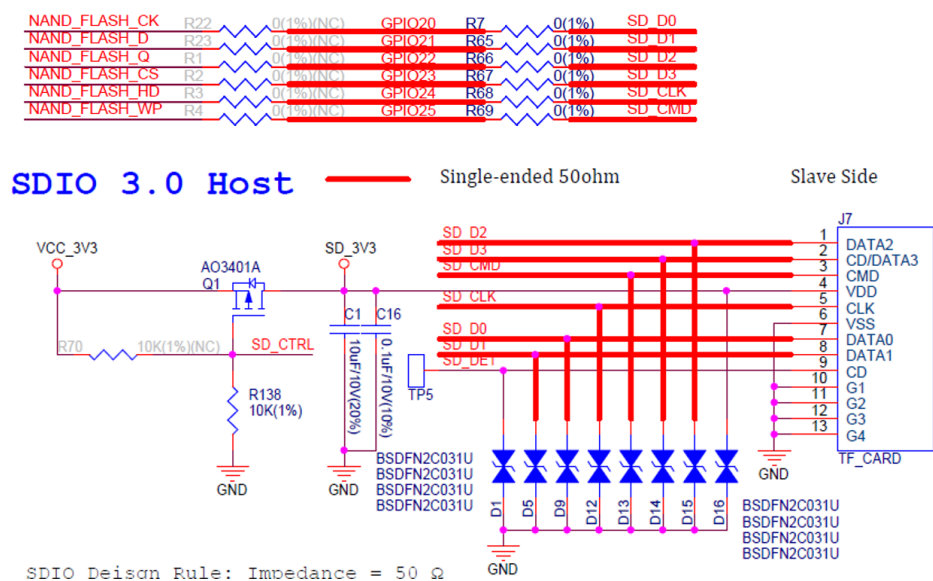 NAND_FLASH_CK R22 0(1%)(NC) GPIO20 R7 0(1%) SD_D0
NAND_FLASH_D R23 0(1%)(NC) GPIO21 R65 0(1%) SD_D1
NAND_FLASH_Q R1 0(1%)(NC) GPIO22 R66 0(1%) SD_D2
NAND_FLASH_CS R2 0(1%)(NC) GPIO23 R67 0(1%) SD_D3
NAND_FLASH_HD R3 0(1%)(NC) GPIO24 R68 0(1%) SD_CLK
NAND_FLASH_WP R4 0(1%)(NC) GPIO25 R69 0(1%) SD_CMD
SDIO 3.0 Host Single-ended 50ohm Slave Side
VCC_3V3
AO3401A
Q1
SD_3V3
R70 10K(1%)(NC) SD_CTRL
R138
10K(1%)
GND
C1
10uF/10V(20%)
C16
0.1uF/10V(10%)
GND
SD_D2
SD_D3
SD_CMD
SD_CLK
SD_D0
SD_D1
SD_DET
TP5
J7
1 DATA2
2 CD/DATA3
3 CMD
4 VDD
5 CLK
6 VSS
7 DATA0
8 DATA1
9 CD
10 G1
11 G2
12 G3
13 G4
TF_CARD
GND
BSDFN2C031U
BSDFN2C031U
BSDFN2C031U
BSDFN2C031U
D1 D5 D9 D12 D13 D14 D15 D16
BSDFN2C031U
BSDFN2C031U
BSDFN2C031U
BSDFN2C031U
GND
SDIO Deisgn Rule: Impedance = 50 Ω